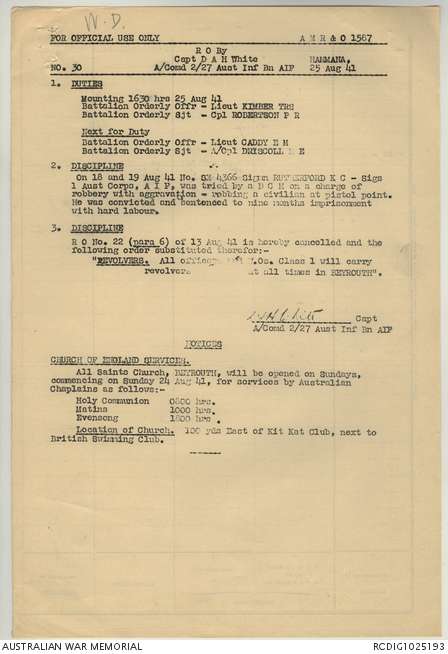 W.D.
FOR OFFICIAL USE ONLY A M R & O 1567
R O By
Capt D A H White HAMMANA,
NO. 30 A/Comd 2/27 Aust Inf Bn AIF 25 Aug 41
1. DUTIES
Mounting 1630 hrs 25 Aug 41
Battalion Orderly Offr - Lieut KIMBER TRS
Battalion Orderly Sjt - Cpl ROBERTSON P R
Next for Duty
Battalion Orderly Offr - Lieut CADDY E M
Battalion Orderly Sjt - A/Cpl DRISCOLL E
2. DISCIPLINE
On 18 and 19 Aug 41 No. SX 4366 Sigmn RUTHERFORD K C - Sigs
1 Aust Corps, A I F, was tried by a D C M on a charge of
robbery with aggravation - robbing a civilian at pistol point.
He was convicted and sentenced to nine months imprisonment
with hard labour.
3. DISCIPLINE
R O No. 22 (para 6) of 13 Aug 41 is hereby cancelled and the
following order substituted therefor:-
"REVOLVERS. All officers .Os. Class 1 will carry
revolvers at all times in BEYROUTH".
Capt
A/Comd 2/27 Aust Inf Bn AIF
NOTICES
CHURCH OF ENGLAND SERVICES.
All Saints Church, BEYROUTH, will be opened on Sundays,
commencing on Sunday 24 Aug 41, for services by Australian
Chaplains as follows:-
Holy Communion 0800 hrs.
Matins 1000 hrs.
Evensong 1800 hrs.
Location of Church. 100 yds East of Kit Kat Club, next to
British Swimming Club.
AUSTRALIAN WAR MEMORIAL RCDIG1025193